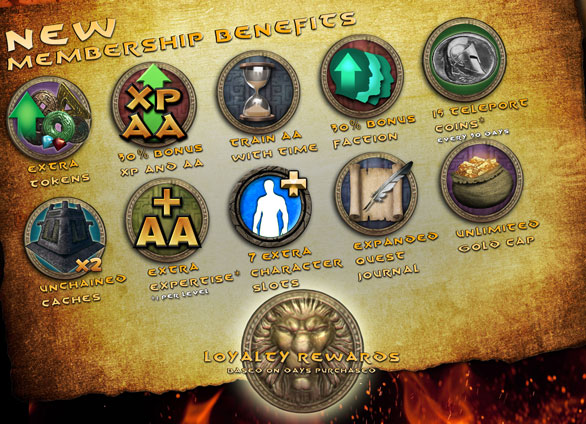 NEW
MEMBERSHIP BENEFITS
EXTRA
TOKENS
XP
AA
30% BONUS
XP AND AA
TRAIN AA
WITH TIME
30% BONUS
FACTION
15 TELEPORT
COINS*
EVERY 30 DAYS
X2
UNCHAINED
CACHES
+
AA
EXTRA
EXPERTISE*
*1 PER LEVEL
7 EXTRA
CHARACTER
SLOTS
EXPANDED
QUEST
JOURNAL
UNLIMITED
GOLD CAP
LOYALTY REWARDS
BASED ON DAYS PURCHASED